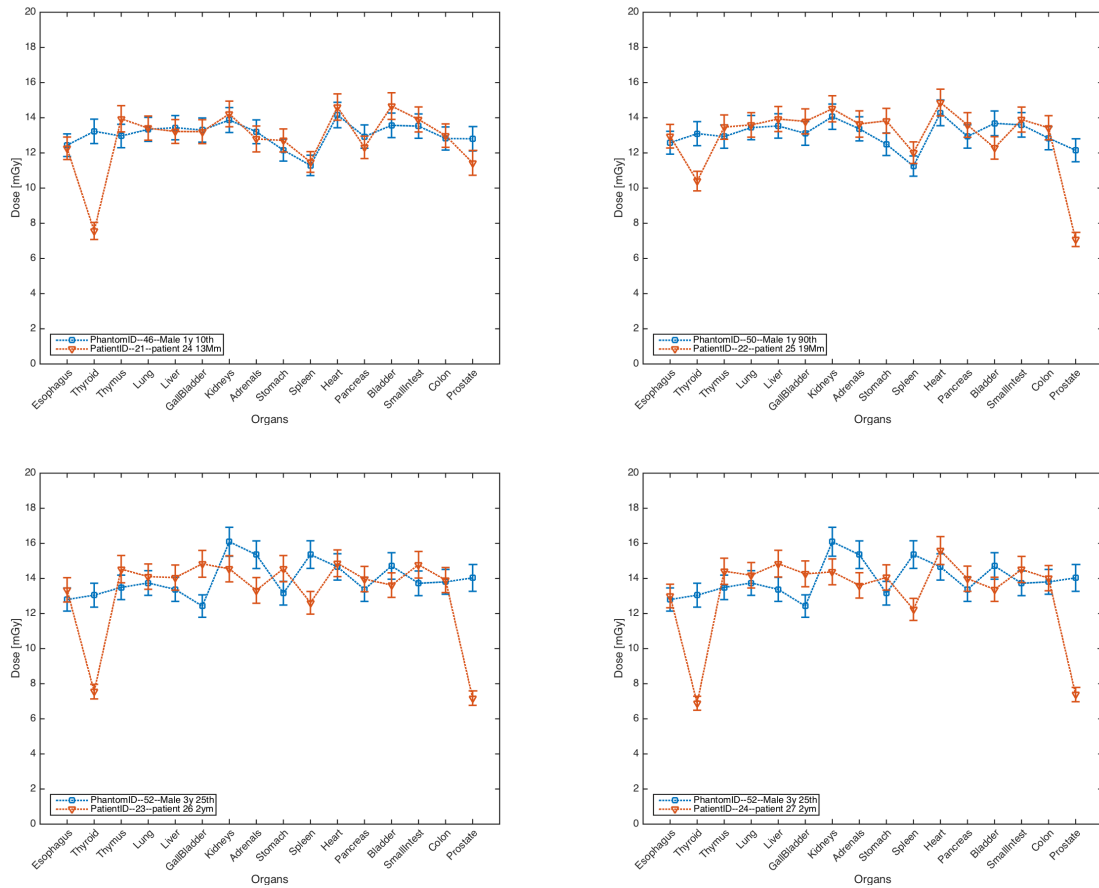 20
18
16
14
12
10
8
6
4
2
0
Dose [mGy]
PhantomID--46--Male 1y 10th
PatientID--21--patient 24 13Mm
Esophagus
Thyroid
Thymus
Lung
Liver
GallBladder
Kidneys
Adrenals
Stomach
Spleen
Heart
Pancreas
Bladder
SmallIntest
Colon
Prostate
Organs
20
18
16
14
12
10
8
6
4
2
0
Dose [mGy]
PhantomID--50--Male 1y 90th
PatientID--22--patient 25 19Mm
Esophagus
Thyroid
Thymus
Lung
Liver
GallBladder
Kidneys
Adrenals
Stomach
Spleen
Heart
Pancreas
Bladder
SmallIntest
Colon
Prostate
Organs
20
18
16
14
12
10
8
6
4
2
0
Dose [mGy]
PhantomID--52--Male 3y 25th
PatientID--23--patient 26 2ym
Esophagus
Thyroid
Thymus
Lung
Liver
GallBladder
Kidneys
Adrenals
Stomach
Spleen
Heart
Pancreas
Bladder
SmallIntest
Colon
Prostate
Organs
20
18
16
14
12
10
8
6
4
2
0
Dose [mGy]
PhantomID--52--Male 3y 25th
PatientID--24--patient 27 2ym
Esophagus
Thyroid
Thymus
Lung
Liver
GallBladder
Kidneys
Adrenals
Stomach
Spleen
Heart
Pancreas
Bladder
SmallIntest
Colon
Prostate
Organs